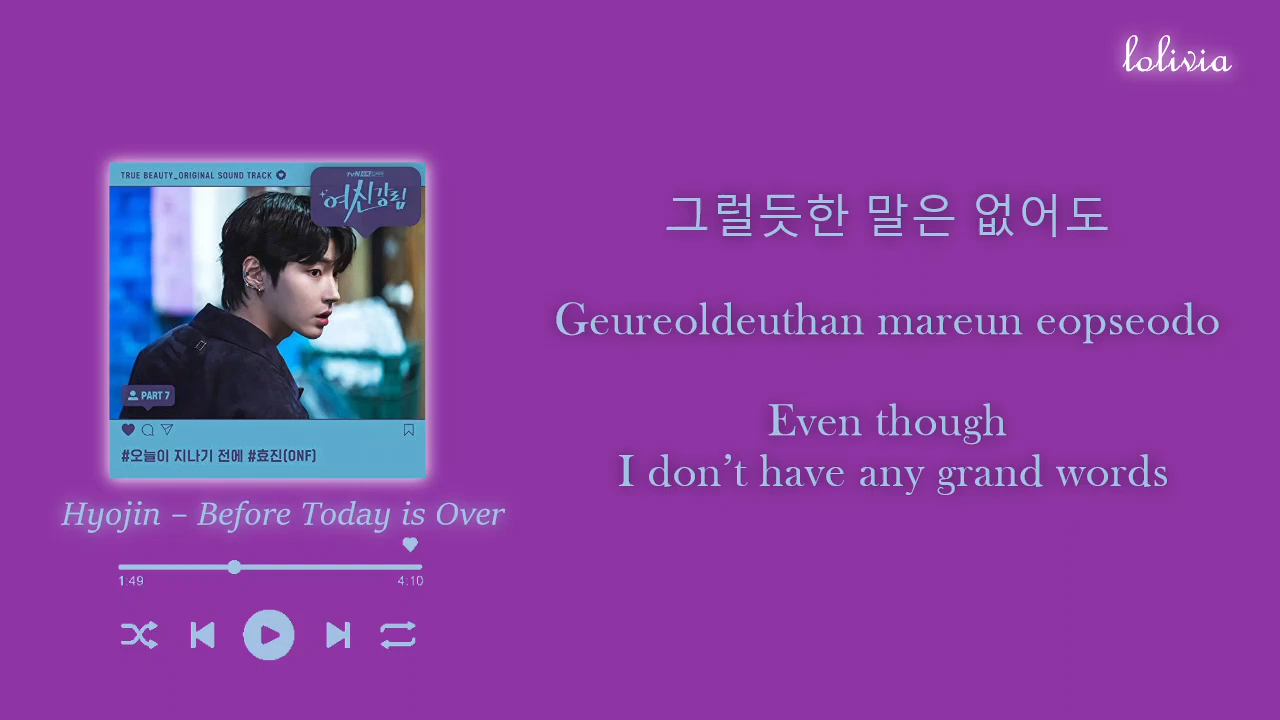 lolivia
TRUE BEAUTY_ORIGINAL SOUND TRACK
tvN
여신강림
PART 7
#오늘이 지나기 전에 #효진(ONF)
Hyojin – Before Today is Over
1:49
4:10
그럴듯한 말은 없어도
Geureoldeuthan mareun eopseodo
Even though
I don’t have any grand words